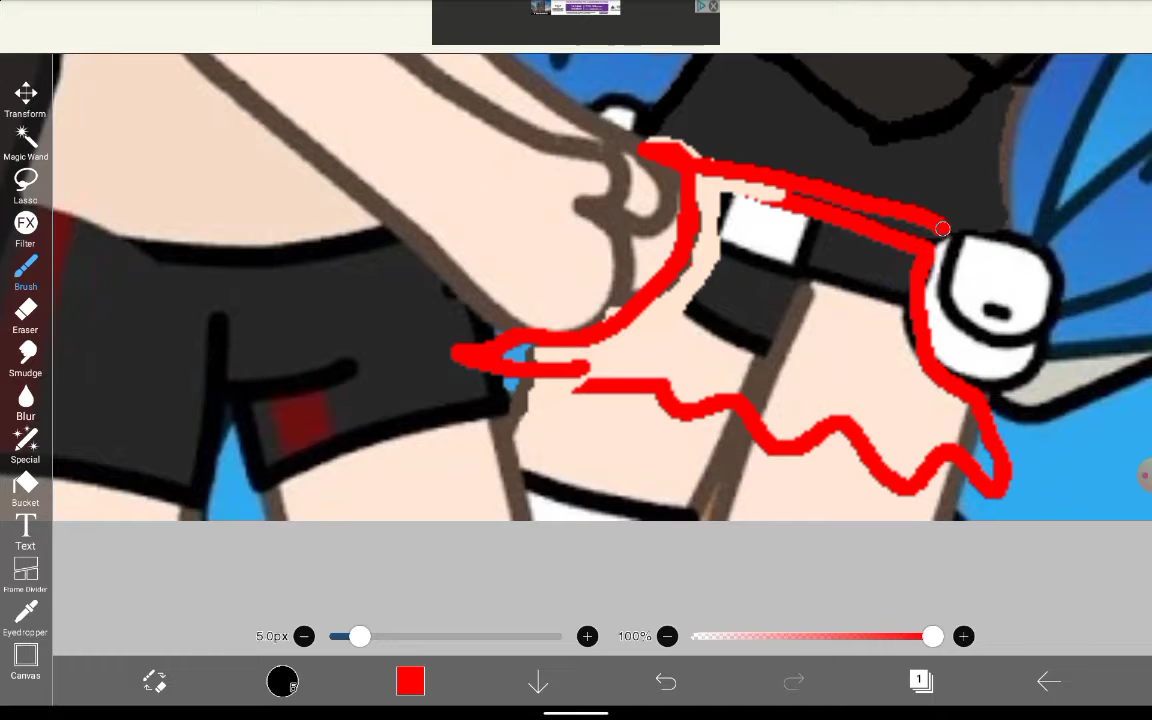 Transform
Magic Wand
Lasso
FX
Filter
Brush
Eraser
Smudge
Blur
Special
Bucket
T
Text
Frame Divider
Eyedropper
Canvas
5.0px
100%
1